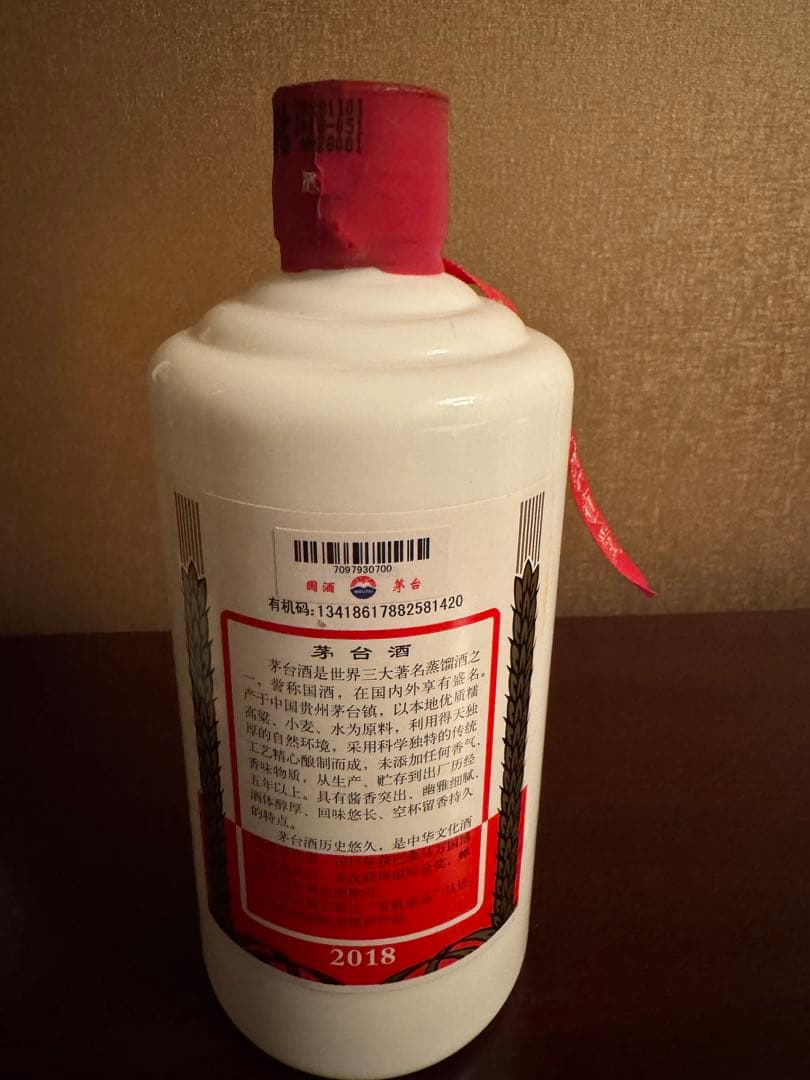 7097930700
国酒 MOUTAI 茅台
有机码:13418617882581420
茅台酒
茅台酒是世界三大著名蒸馏酒之
一，誉称国酒，在国内外享有盛名。
产于中国贵州茅台镇，以本地优质糯
高粱、小麦、水为原料，利用得天独
厚的自然环境，采用科学独特的传统
工艺精心酿制而成，未添加任何香气、
香味物质，从生产、贮存到出厂历经
五年以上。具有酱香突出、幽雅细腻、
酒体醇厚、回味悠长、空杯留香持久
的特点。
茅台酒历史悠久，是中华文化酒
2018